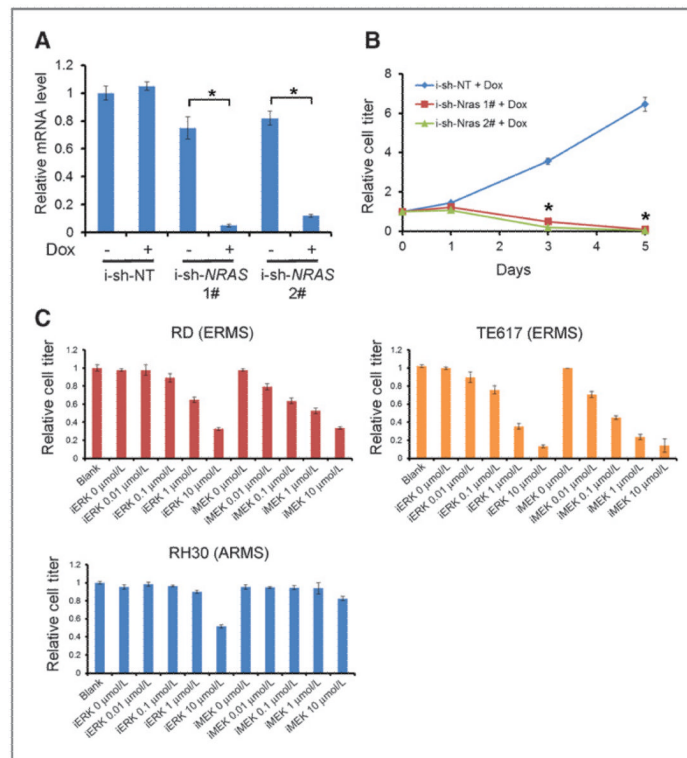 A
Relative mRNA level
1.2
1
0.8
0.6
0.4
0.2
0
* *
Dox - + - + - +
i-sh-NT i-sh-NRAS i-sh-NRAS
1# 2#
B
Relative cell titer
8
6
4
2
0
0 1 2 3 4 5
Days
i-sh-NT + Dox
i-sh-Nras 1# + Dox
i-sh-Nras 2# + Dox
* *
C
RD (ERMS)
Relative cell titer
1.2
1
0.8
0.6
0.4
0.2
0
Blank
iERK 0 µmol/L
iERK 0.01 µmol/L
iERK 0.1 µmol/L
iERK 1 µmol/L
iERK 10 µmol/L
iMEK 0 µmol/L
iMEK 0.01 µmol/L
iMEK 0.1 µmol/L
iMEK 1 µmol/L
iMEK 10 µmol/L
TE617 (ERMS)
Relative cell titer
1.2
1
0.8
0.6
0.4
0.2
0
Blank
iERK 0 µmol/L
iERK 0.01 µmol/L
iERK 0.1 µmol/L
iERK 1 µmol/L
iERK 10 µmol/L
iMEK 0 µmol/L
iMEK 0.01 µmol/L
iMEK 0.1 µmol/L
iMEK 1 µmol/L
iMEK 10 µmol/L
RH30 (ARMS)
Relative cell titer
1.2
1
0.8
0.6
0.4
0.2
0
Blank
iERK 0 µmol/L
iERK 0.01 µmol/L
iERK 0.1 µmol/L
iERK 1 µmol/L
iERK 10 µmol/L
iMEK 0 µmol/L
iMEK 0.01 µmol/L
iMEK 0.1 µmol/L
iMEK 1 µmol/L
iMEK 10 µmol/L